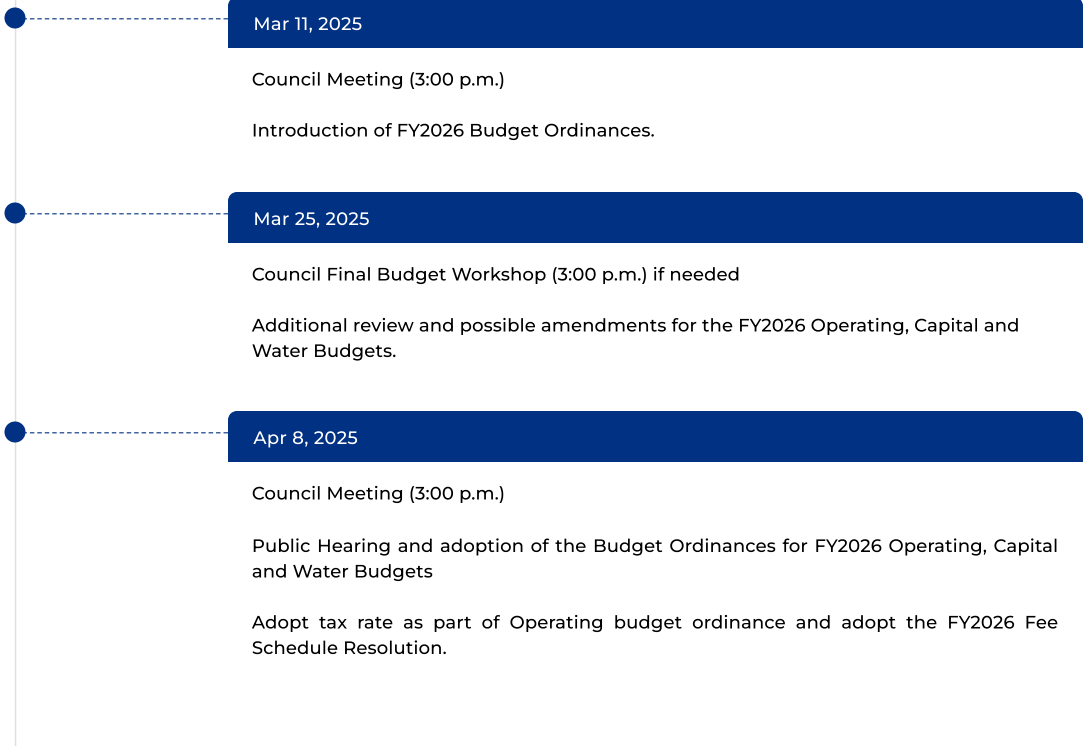 Mar 11, 2025
Council Meeting (3:00 p.m.)
Introduction of FY2026 Budget Ordinances.
Mar 25, 2025
Council Final Budget Workshop (3:00 p.m.) if needed
Additional review and possible amendments for the FY2026 Operating, Capital and
Water Budgets.
Apr 8, 2025
Council Meeting (3:00 p.m.)
Public Hearing and adoption of the Budget Ordinances for FY2026 Operating, Capital
and Water Budgets
Adopt tax rate as part of Operating budget ordinance and adopt the FY2026 Fee
Schedule Resolution.